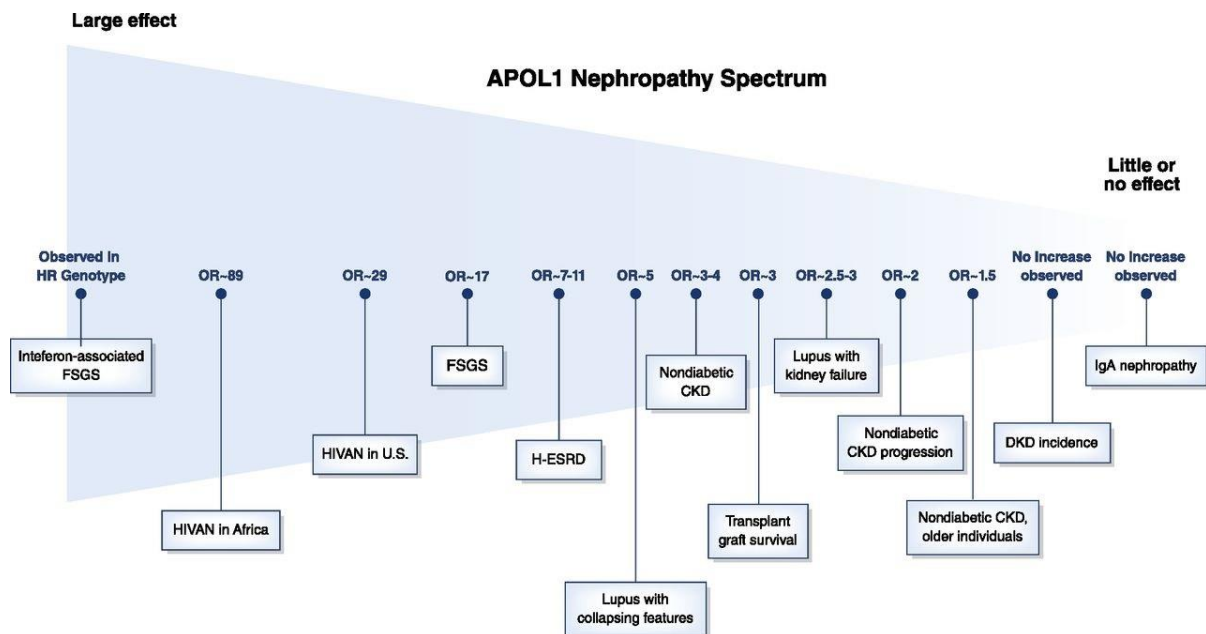 Large effect
APOL1 Nephropathy Spectrum
Little or
no effect
Observed in
HR Genotype
OR~89
OR~29
OR~17
OR~7-11
OR~5
OR~3-4
OR~3
OR~2.5-3
OR~2
OR~1.5
No Increase
observed
No Increase
observed
Inteferon-associated
FSGS
HIVAN in Africa
HIVAN in U.S.
FSGS
H-ESRD
Lupus with
collapsing features
Nondiabetic
CKD
Transplant
graft survival
Lupus with
kidney failure
Nondiabetic
CKD progression
Nondiabetic CKD,
older individuals
DKD incidence
IgA nephropathy